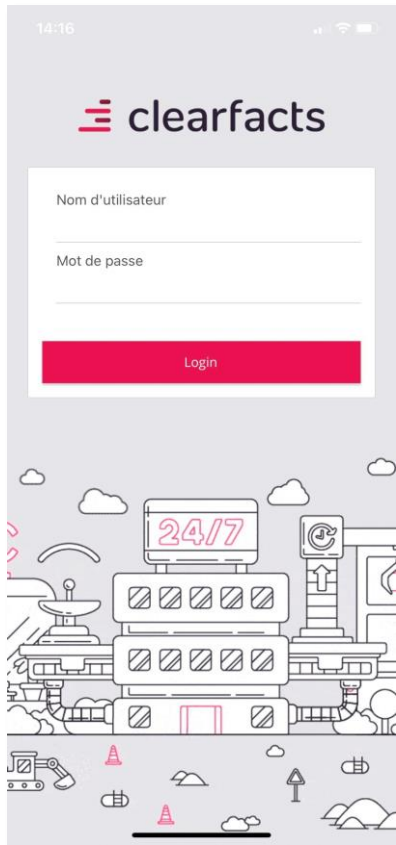 14:16
clearfacts
Nom d'utilisateur
Mot de passe
Login
24/7